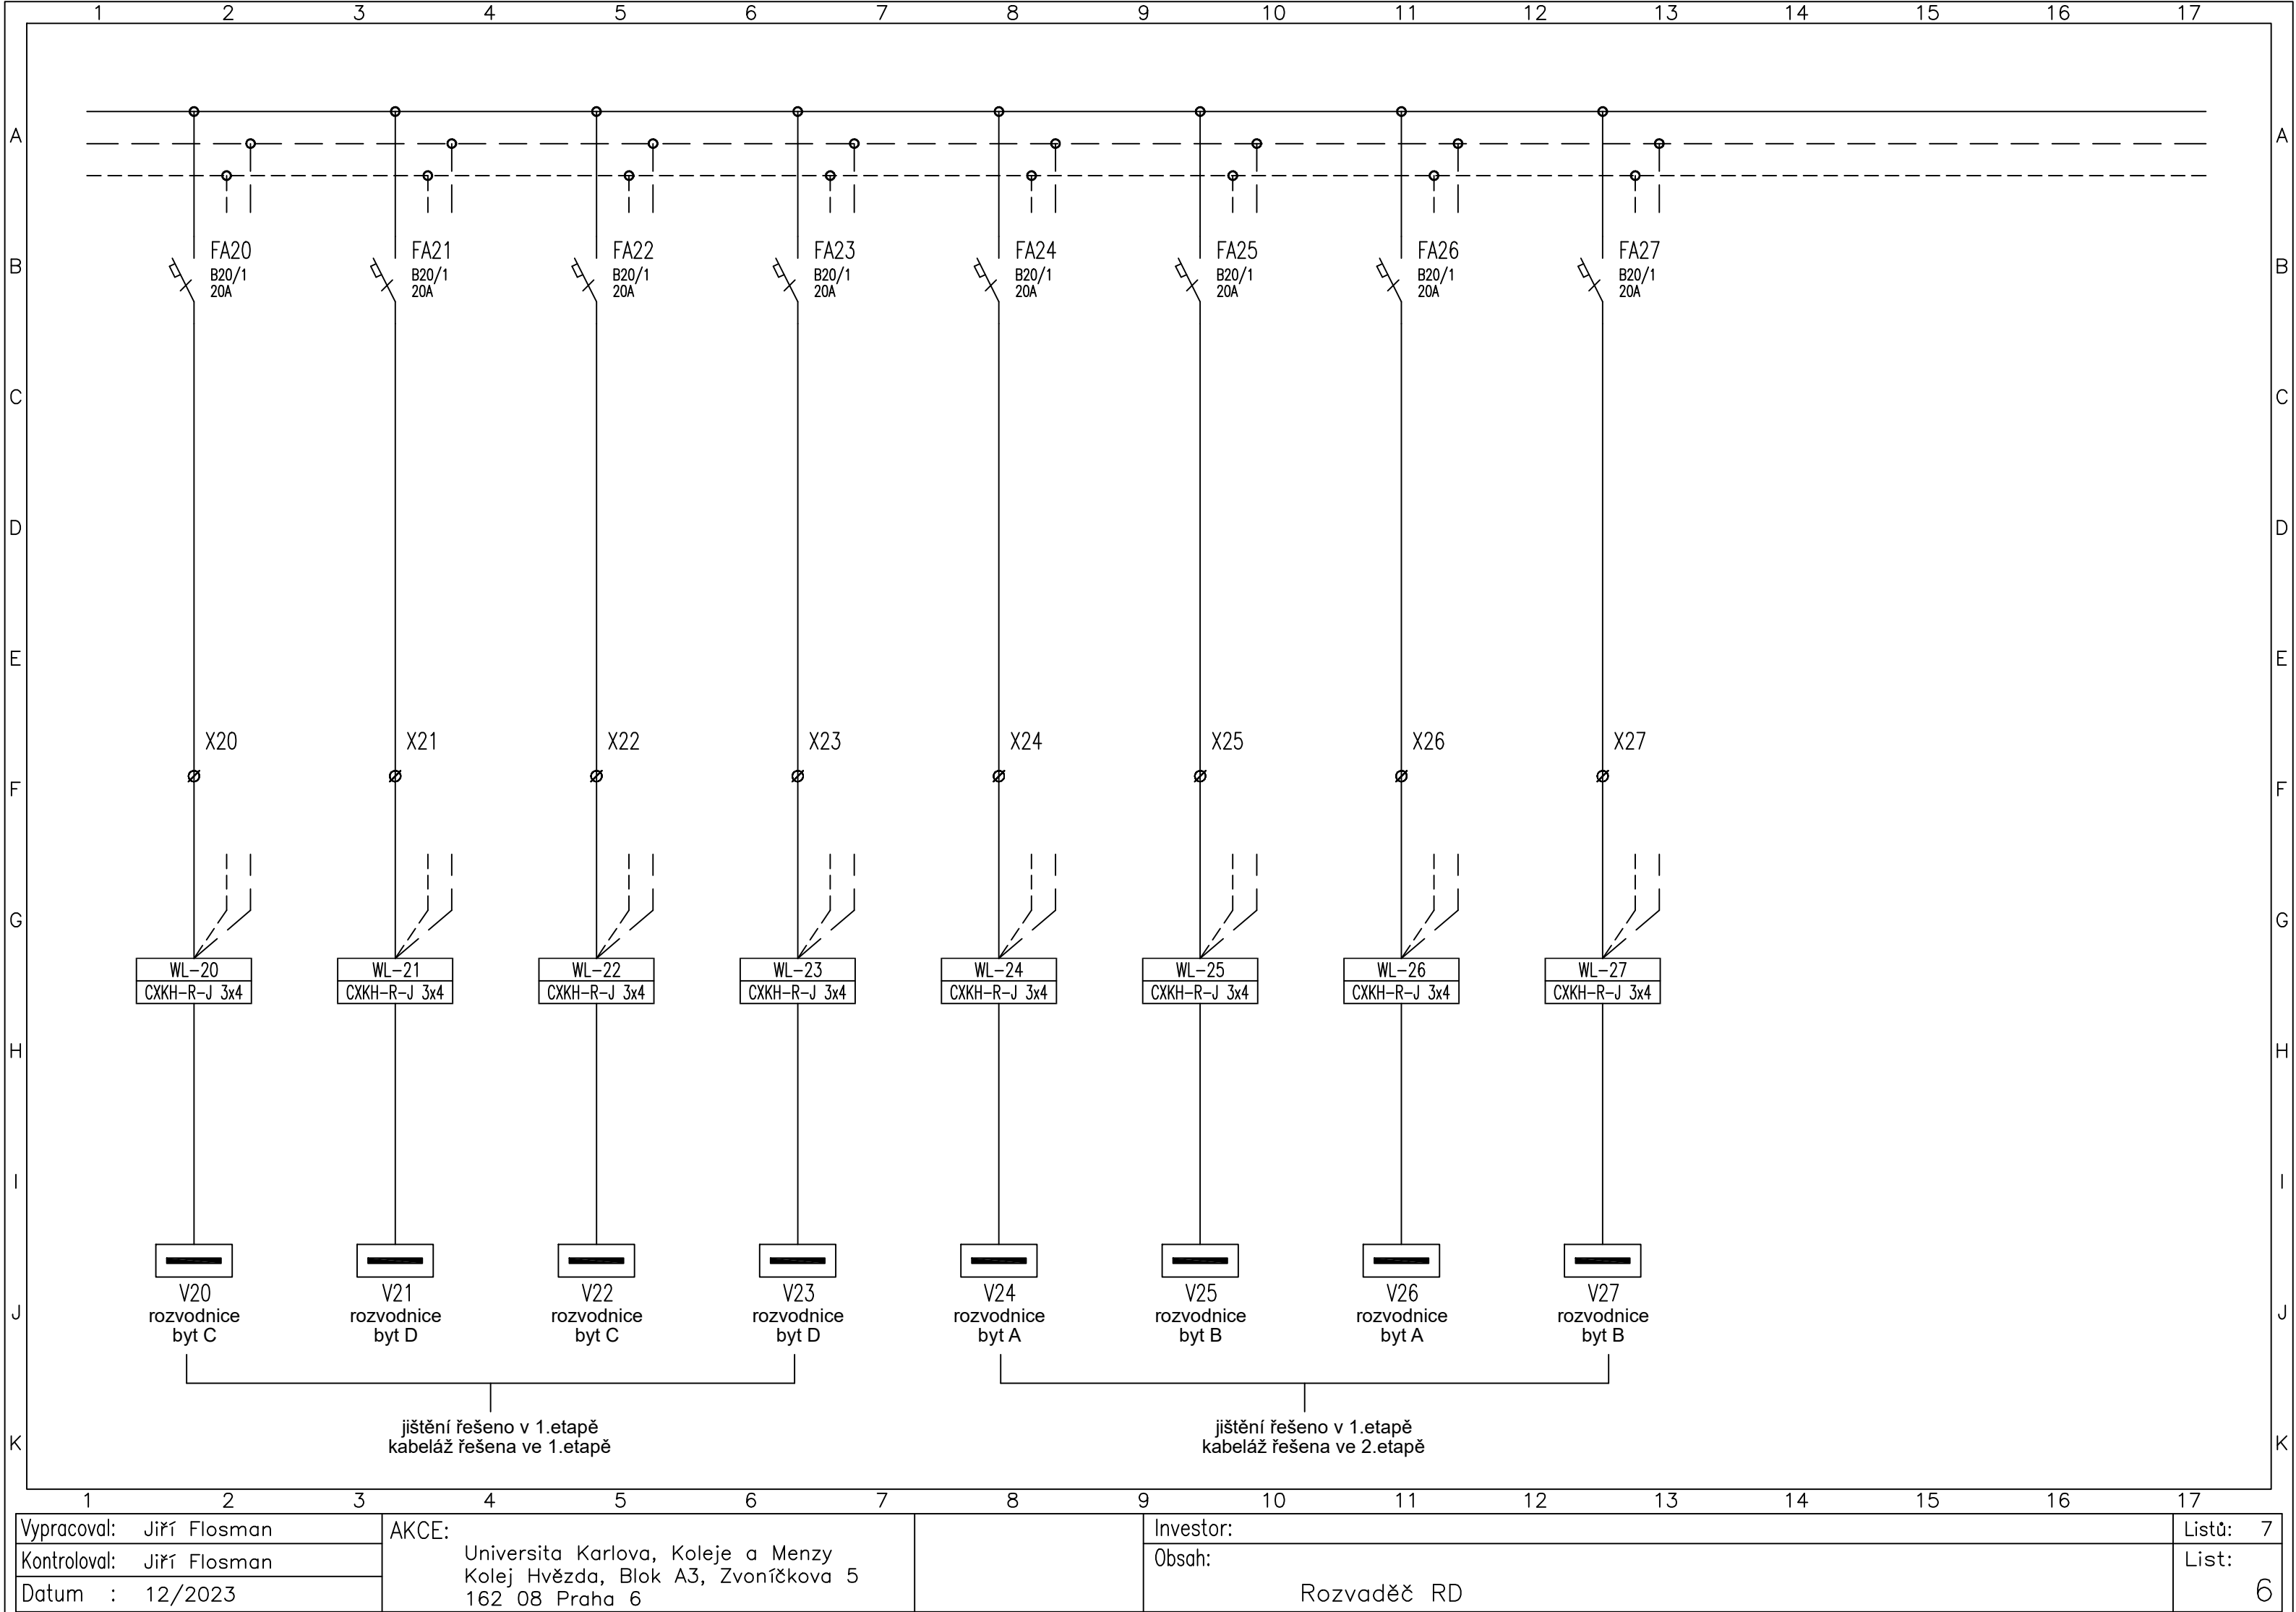 1 2 3 4 5 6 7 8 9 10 11 12 13 14 15 16 17
A A
B B
C C
D D
E E
F F
G G
H H
I I
J J
K K
FA20 FA21 FA22 FA23 FA24 FA25 FA26 FA27
B20/1 B20/1 B20/1 B20/1 B20/1 B20/1 B20/1 B20/1
20A 20A 20A 20A 20A 20A 20A 20A
X20 X21 X22 X23 X24 X25 X26 X27
WL-20 WL-21 WL-22 WL-23 WL-24 WL-25 WL-26 WL-27
CXKH-R-J 3x4 CXKH-R-J 3x4 CXKH-R-J 3x4 CXKH-R-J 3x4 CXKH-R-J 3x4 CXKH-R-J 3x4 CXKH-R-J 3x4 CXKH-R-J 3x4
V20 V21 V22 V23 V24 V25 V26 V27
rozvodnice rozvodnice rozvodnice rozvodnice rozvodnice rozvodnice rozvodnice rozvodnice
byt C byt D byt C byt D byt A byt B byt A byt B
jištění řešeno v 1.etapě
kabeláž řešena ve 1.etapě
jištění řešeno v 1.etapě
kabeláž řešena ve 2.etapě
1 2 3 4 5 6 7 8 9 10 11 12 13 14 15 16 17
Vypracoval: Jiří Flosman
Kontroloval: Jiří Flosman
Datum : 12/2023
AKCE:
Universita Karlova, Koleje a Menzy
Kolej Hvězda, Blok A3, Zvoníčkova 5
162 08 Praha 6
Investor:
Obsah:
Rozvaděč RD
Listů: 7
List:
6